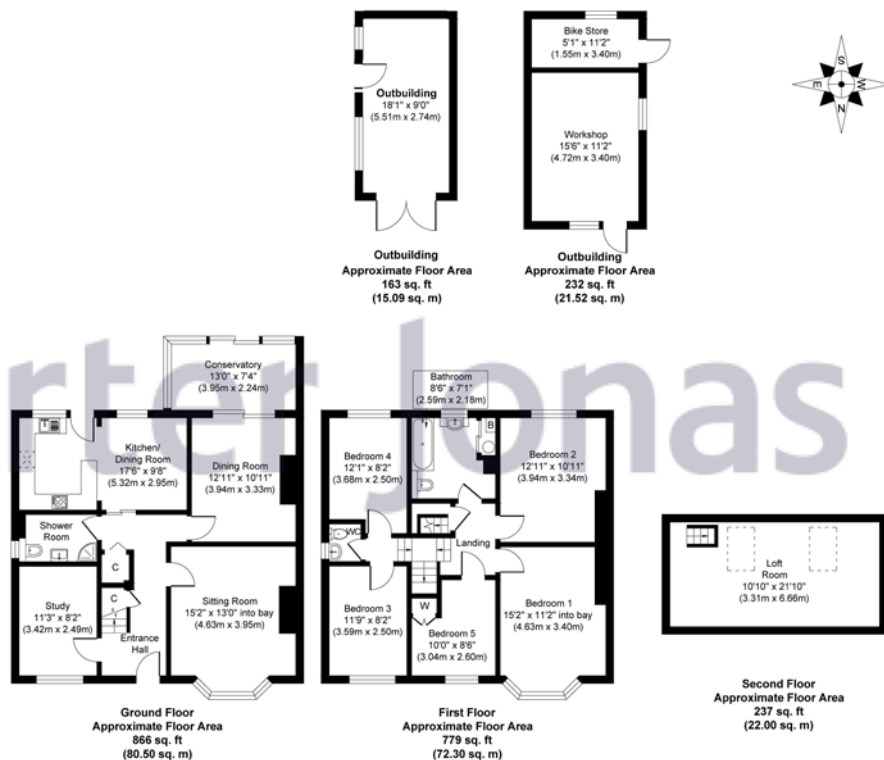 Bike Store
5'1" x 11'2"
(1.55m x 3.40m)
Outbuilding
18'1" x 9'0"
(5.51m x 2.74m)
Workshop
15'6" x 11'2"
(4.72m x 3.40m)
S
E
W
N
Outbuilding
Approximate Floor Area
163 sq. ft
(15.09 sq. m)
Outbuilding
Approximate Floor Area
232 sq. ft
(21.52 sq. m)
rter Jonas
Conservatory
13'0" x 7'4"
(3.95m x 2.24m)
Kitchen/
Dining Room
17'6" x 9'8"
(5.32m x 2.95m)
Dining Room
12'11" x 10'11"
(3.94m x 3.33m)
Shower
Room
C
C
Study
11'3" x 8'2"
(3.42m x 2.49m)
Sitting Room
15'2" x 13'0" into bay
(4.63m x 3.95m)
Entrance
Hall
Ground Floor
Approximate Floor Area
866 sq. ft
(80.50 sq. m)
Bathroom
8'6" x 7'1"
(2.59m x 2.18m)
B
Bedroom 4
12'1" x 8'2"
(3.68m x 2.50m)
Bedroom 2
12'11" x 10'11"
(3.94m x 3.34m)
WC
Landing
Bedroom 3
11'9" x 8'2"
(3.59m x 2.50m)
W
Bedroom 5
10'0" x 8'6"
(3.04m x 2.60m)
Bedroom 1
15'2" x 11'2" into bay
(4.63m x 3.40m)
First Floor
Approximate Floor Area
779 sq. ft
(72.30 sq. m)
Loft
Room
10'10" x 21'10"
(3.31m x 6.66m)
Second Floor
Approximate Floor Area
237 sq. ft
(22.00 sq. m)